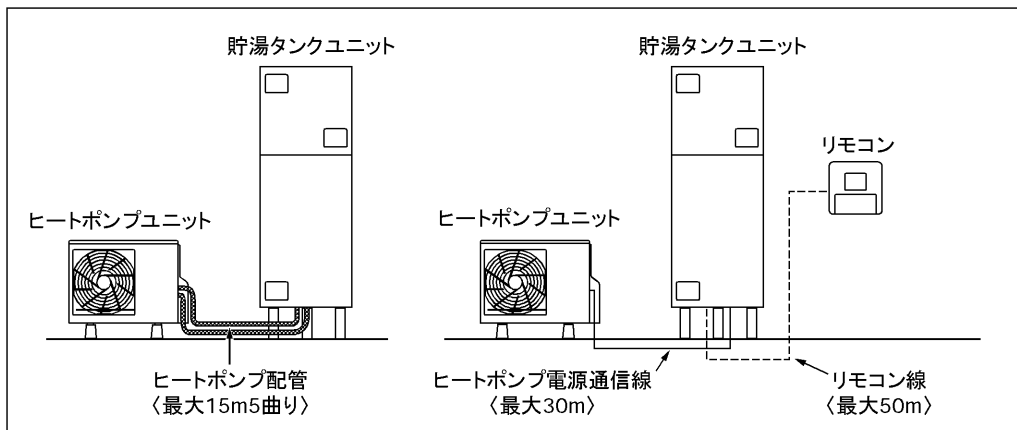 貯湯タンクユニット
ヒートポンプユニット
ヒートポンプ配管
〈最大15m5曲り〉
貯湯タンクユニット
リモコン
ヒートポンプユニット
ヒートポンプ電源通信線
〈最大30m〉
リモコン線
〈最大50m〉